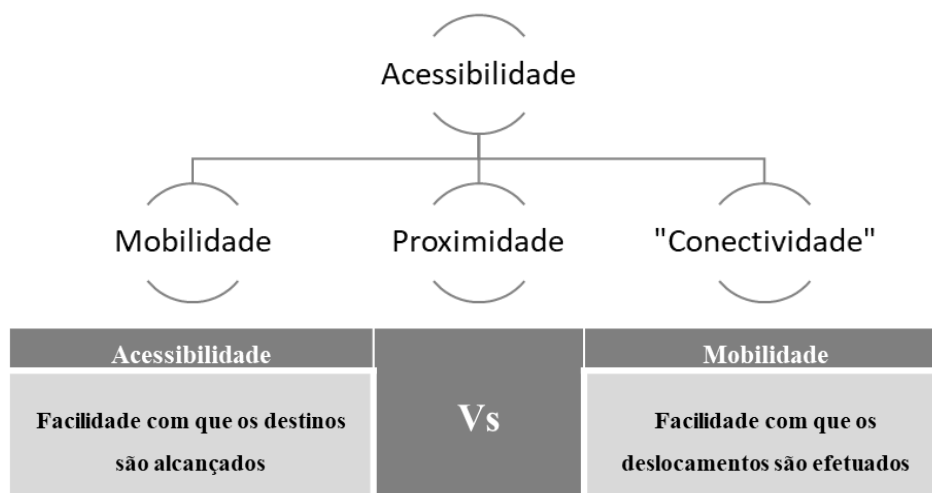 Acessibilidade
Mobilidade
Proximidade
"Conectividade"
Acessibilidade
Vs
Mobilidade
Facilidade com que os destinos
são alcançados
Facilidade com que os
deslocamentos são efetuados